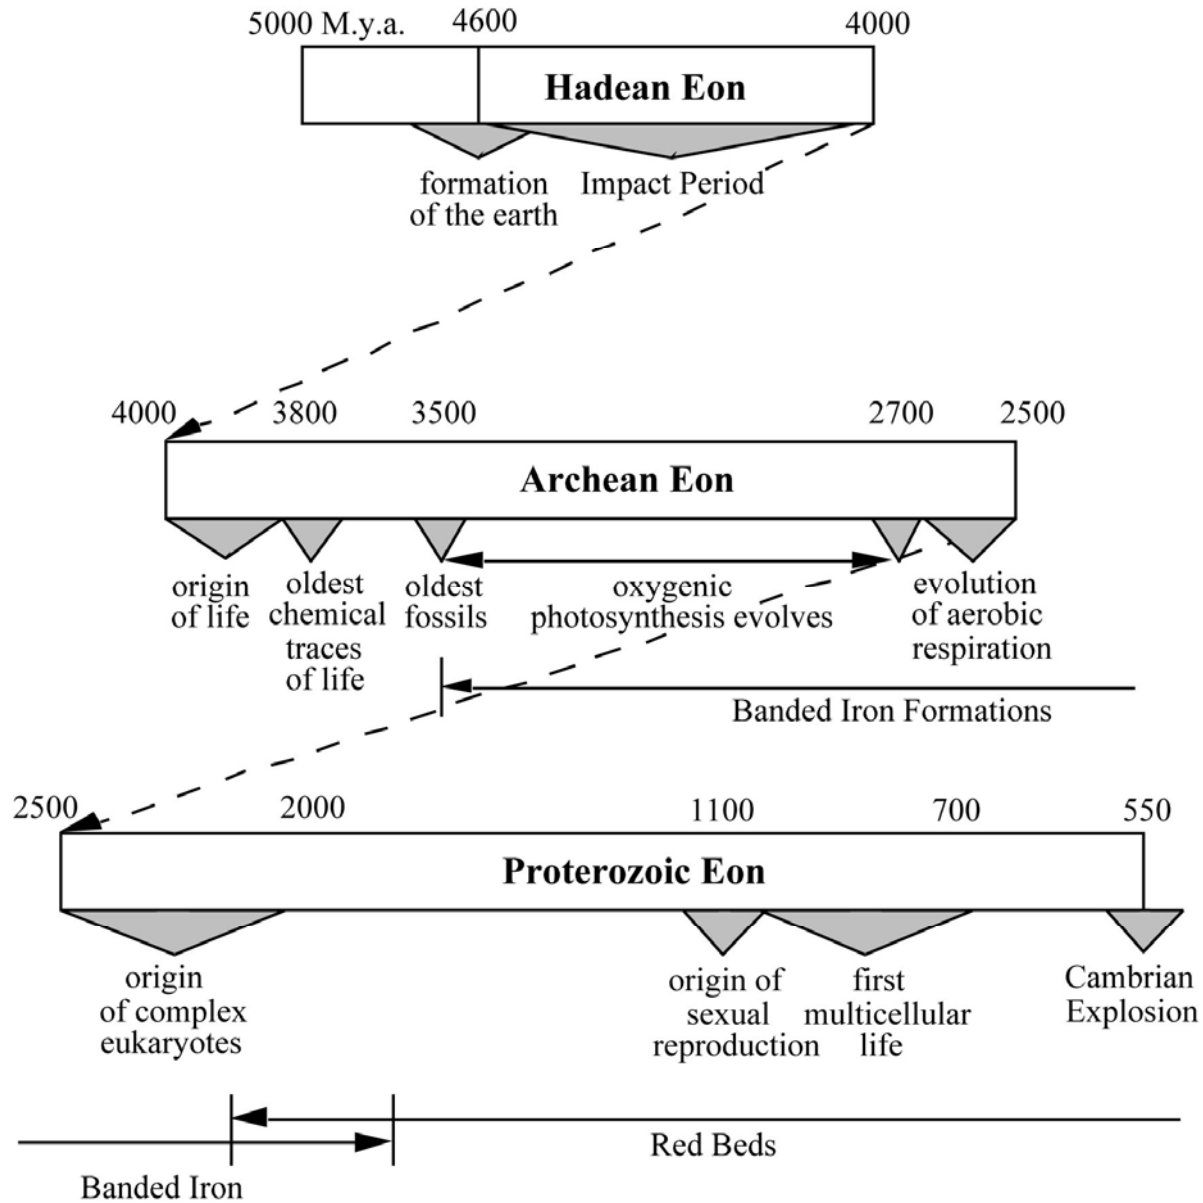 5000 M.y.a. 4600 4000
Hadean Eon
formation
of the earth
Impact Period
4000 3800 3500 2700 2500
Archean Eon
origin
of life
oldest
chemical
traces
of life
oldest
fossils
oxygenic
photosynthesis evolves
evolution
of aerobic
respiration
Banded Iron Formations
2500 2000 1100 700 550
Proterozoic Eon
origin
of complex
eukaryotes
origin of
sexual
reproduction
first
multicellular
life
Cambrian
Explosion
Red Beds
Banded Iron